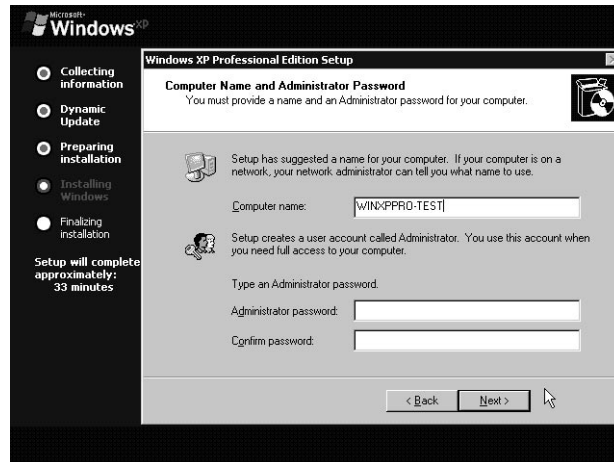 Microsoft
Windows xp
Collecting
information
Dynamic
Update
Preparing
installation
Installing
Windows
Finalizing
installation
Setup will complete
approximately:
33 minutes
Windows XP Professional Edition Setup
Computer Name and Administrator Password
You must provide a name and an Administrator password for your computer.
Setup has suggested a name for your computer. If your computer is on a
network, your network administrator can tell you what name to use.
Computer name:
WINXPPRO-TEST
Setup creates a user account called Administrator. You use this account when
you need full access to your computer.
Type an Administrator password.
Administrator password:
Confirm password:
< Back
Next >